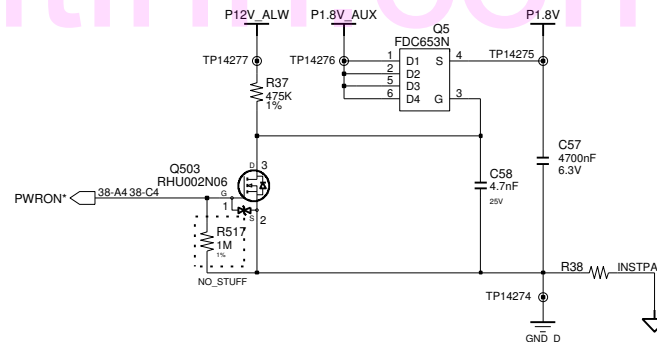 P12V_ALW
P1.8V_AUX
P1.8V
Q5
FDC653N
TP14277
TP14276
TP14275
1 D1 S 4
2 D2
5 D3
6 D4 G 3
R37
475K
1%
C57
4700nF
6.3V
Q503
RHU002N06
D 3
G
1
S 2
C58
4.7nF
25V
PWRON*
38-A4 38-C4
R517
1M
1%
NO_STUFF
R38
INSTPA
TP14274
GND_D